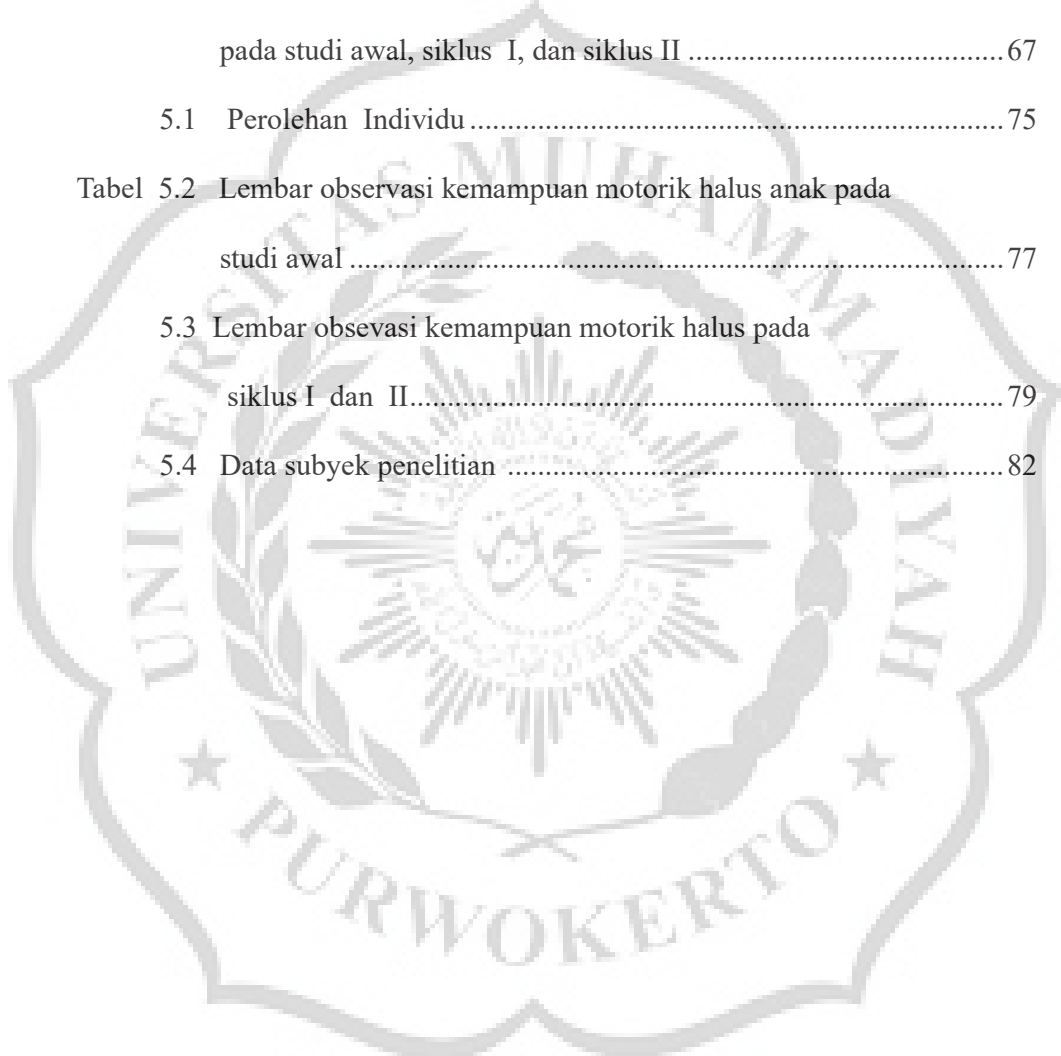 pada studi awal, siklus I, dan siklus II ..................................... 67
5.1 Perolehan Individu ............................................................... 75
Tabel 5.2 Lembar observasi kemampuan motorik halus anak pada
studi awal ............................................................................. 77
5.3 Lembar obsevasi kemampuan motorik halus pada
siklus I dan II...................................................................... 79
5.4 Data subyek penelitian .......................................................... 82
UNIVERSITAS MUHAMMADIYAH
PURWOKERTO